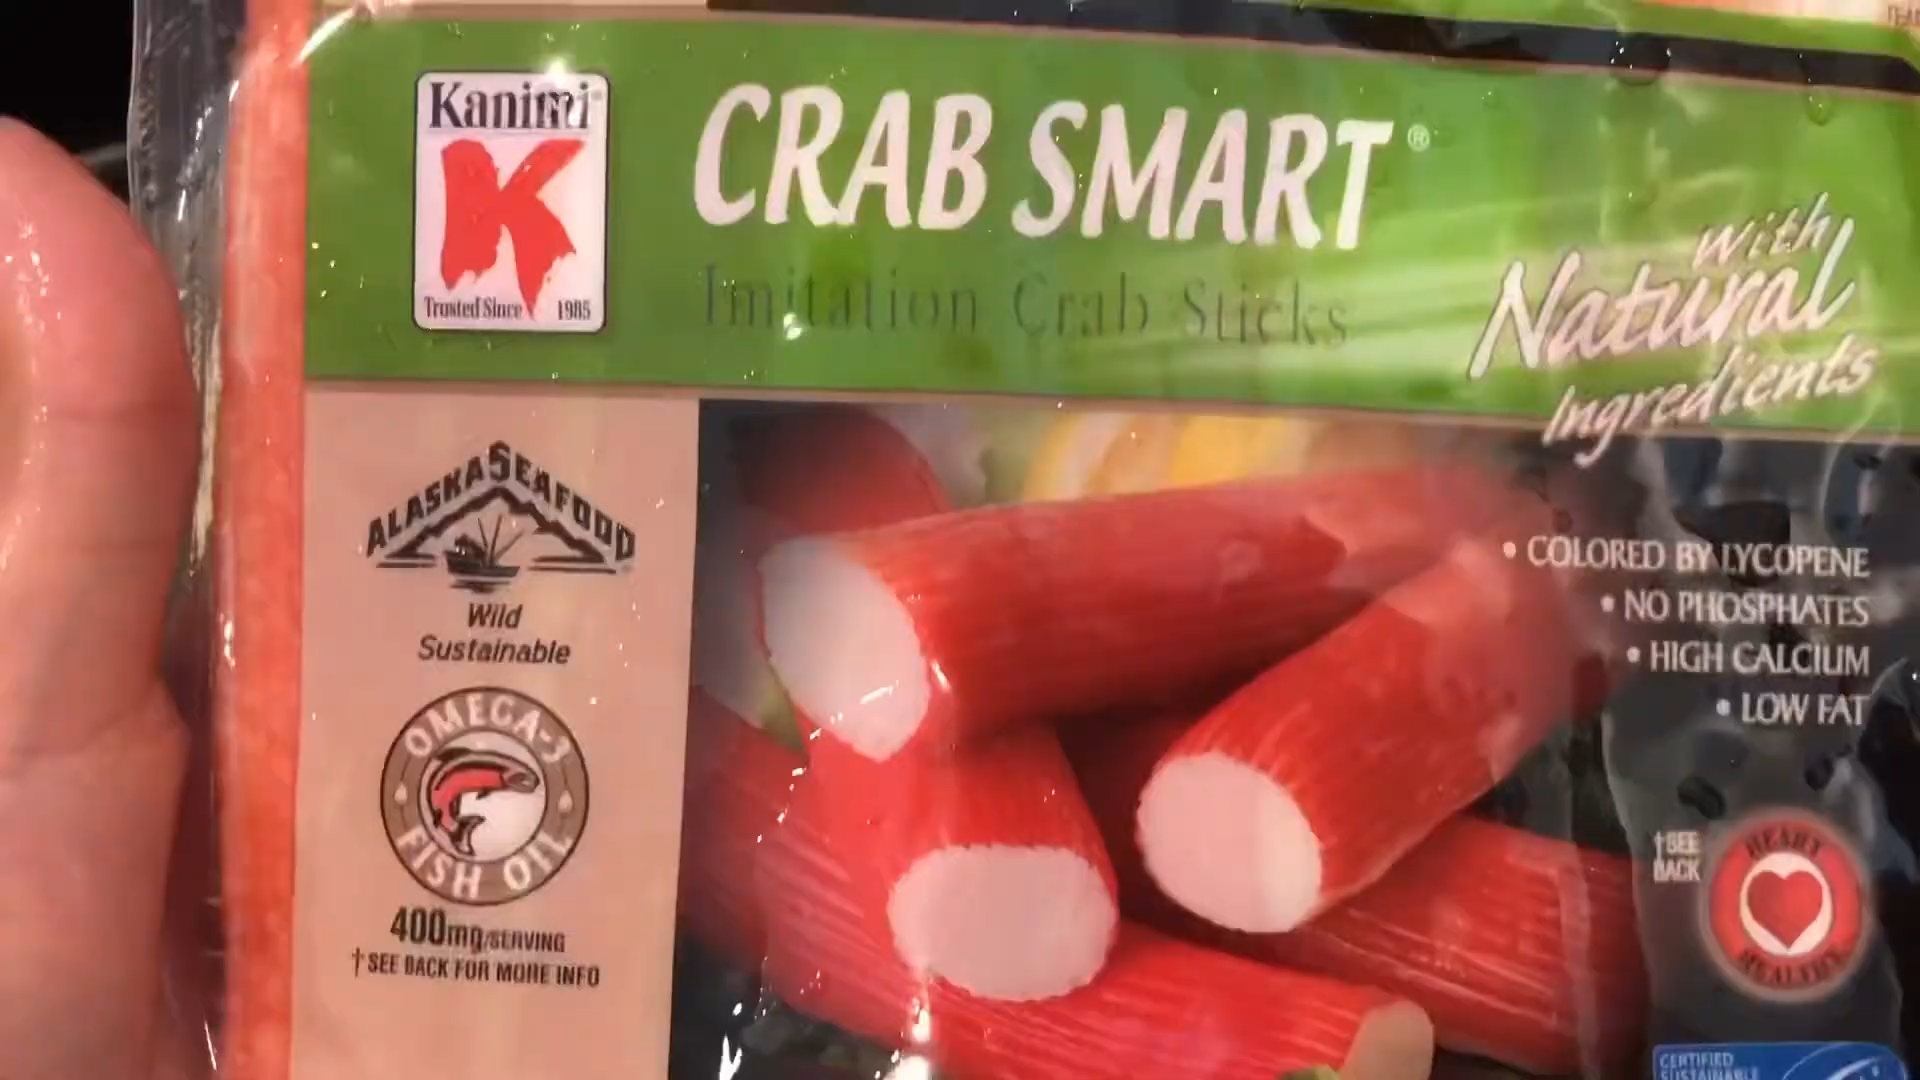 Kanimi
K
Trusted Since 1985
CRAB SMART®
Imitation Crab Sticks
With
Natural
Ingredients
ALASKA SEAFOOD
Wild
Sustainable
OMEGA-3
FISH OIL
400mg/SERVING
†SEE BACK FOR MORE INFO
• COLORED BY LYCOPENE
• NO PHOSPHATES
• HIGH CALCIUM
• LOW FAT
†SEE
BACK
HEART
HEALTHY
CERTIFIED
SUSTAINABLE